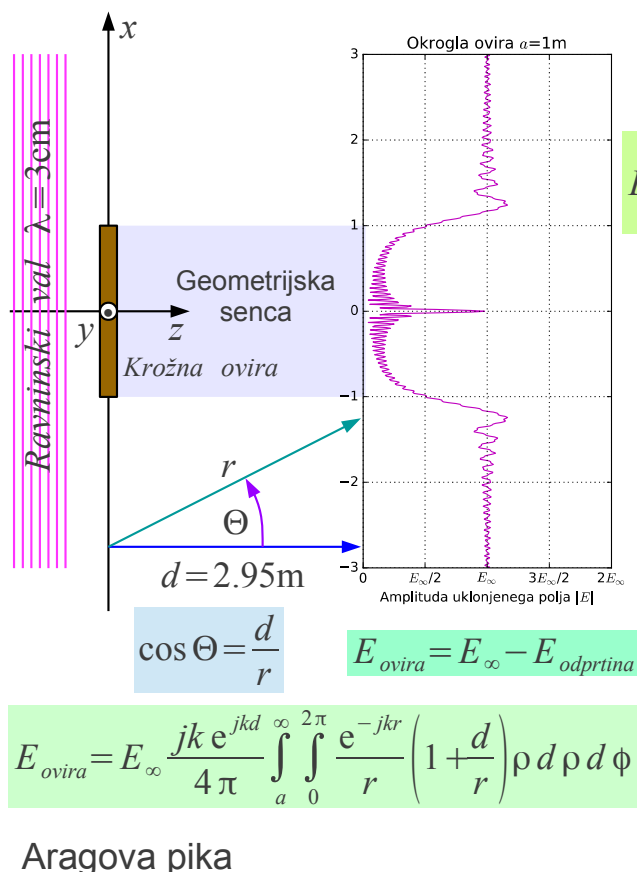 x
Ravninski val λ=3cm
y
z
Krožna ovira
Geometrijska
senca
r
Θ
d=2.95m
Okrogla ovira a=1m
3
2
1
0
−1
−2
−3
0 E∞/2 E∞ 3E∞/2 2E∞
Amplituda uklonjenega polja |E|
cos Θ = d/r
E_ovira = E_∞ − E_odprtina
E_ovira = E_∞ (jk e^{jkd})/(4π) ∫_a^∞ ∫_0^{2π} (e^{−jkr})/r (1 + d/r) ρ d ρ d ϕ
Aragova pika